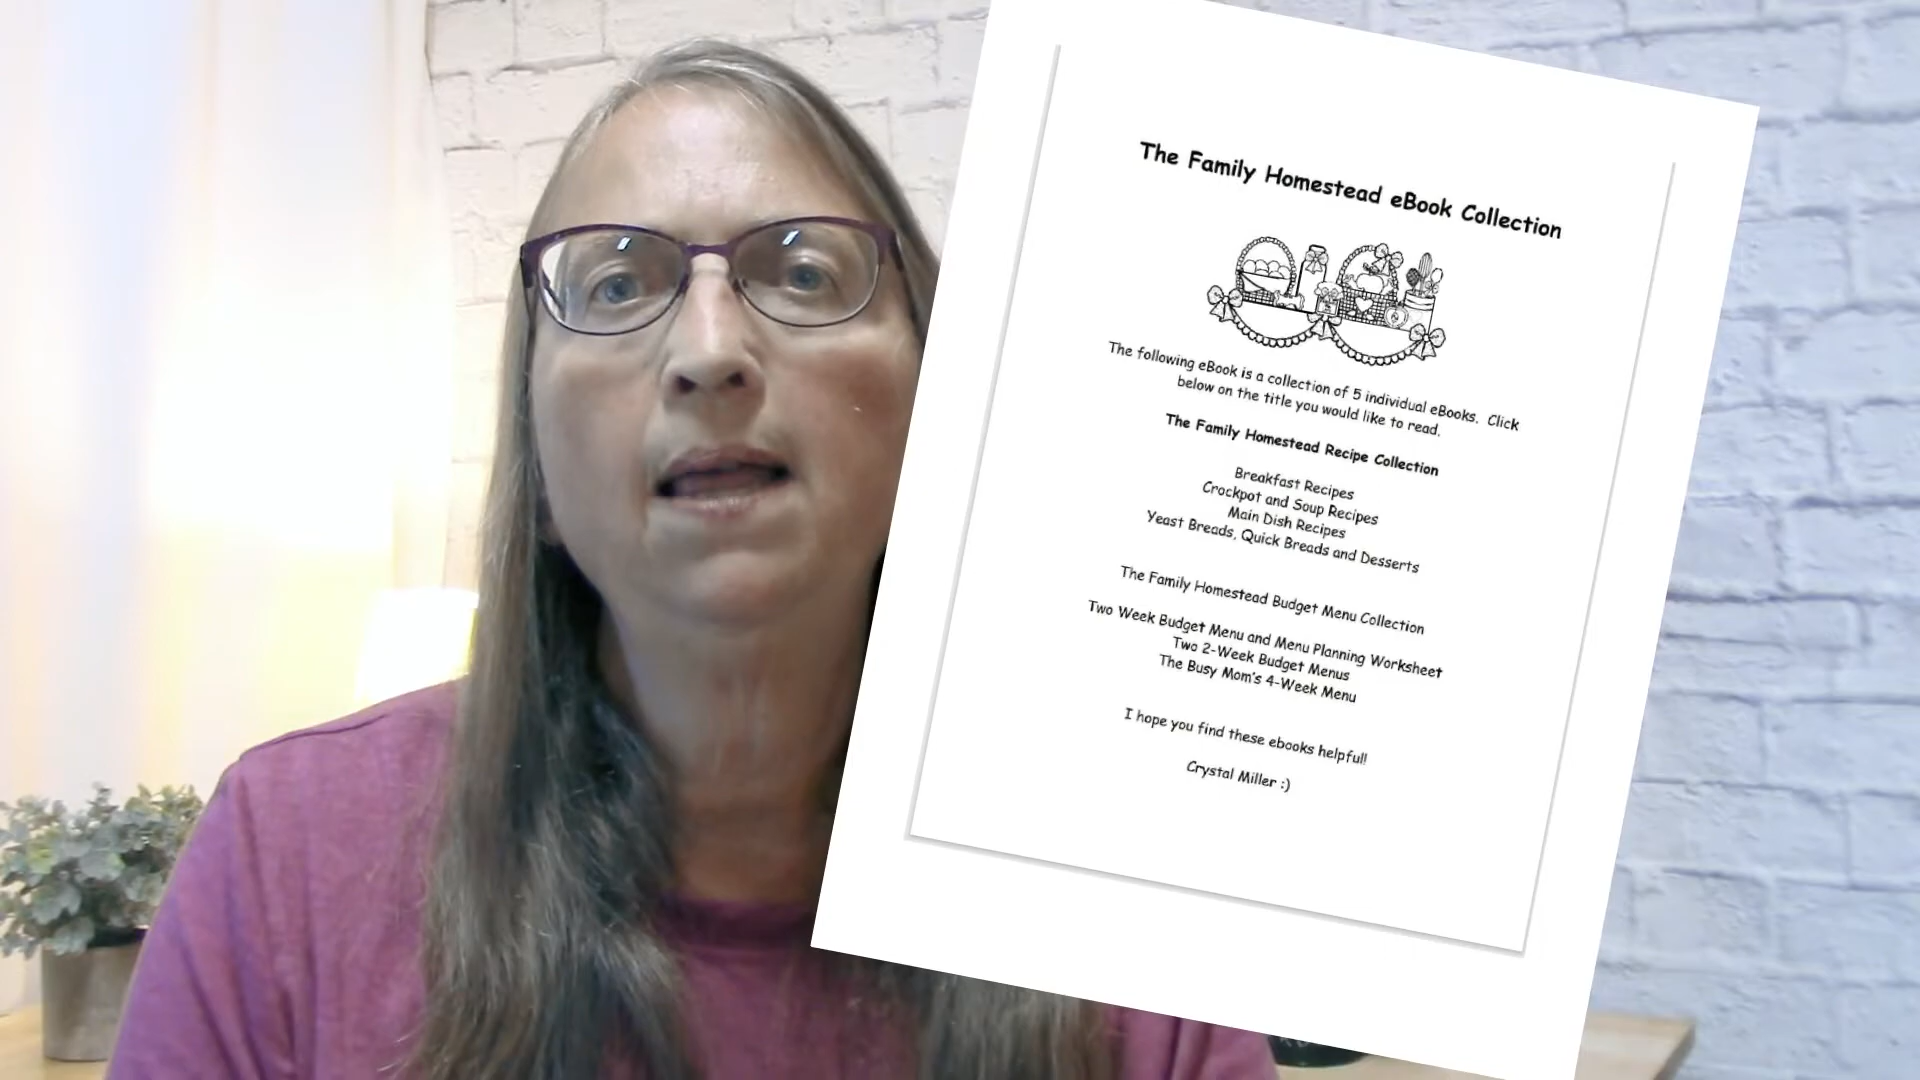 The Family Homestead eBook Collection
The following eBook is a collection of 5 individual eBooks. Click
below on the title you would like to read.
The Family Homestead Recipe Collection
Breakfast Recipes
Crockpot and Soup Recipes
Main Dish Recipes
Yeast Breads, Quick Breads and Desserts
The Family Homestead Budget Menu Collection
Two Week Budget Menu and Menu Planning Worksheet
Two 2-Week Budget Menus
The Busy Mom's 4-Week Menu
I hope you find these ebooks helpful!
Crystal Miller :)